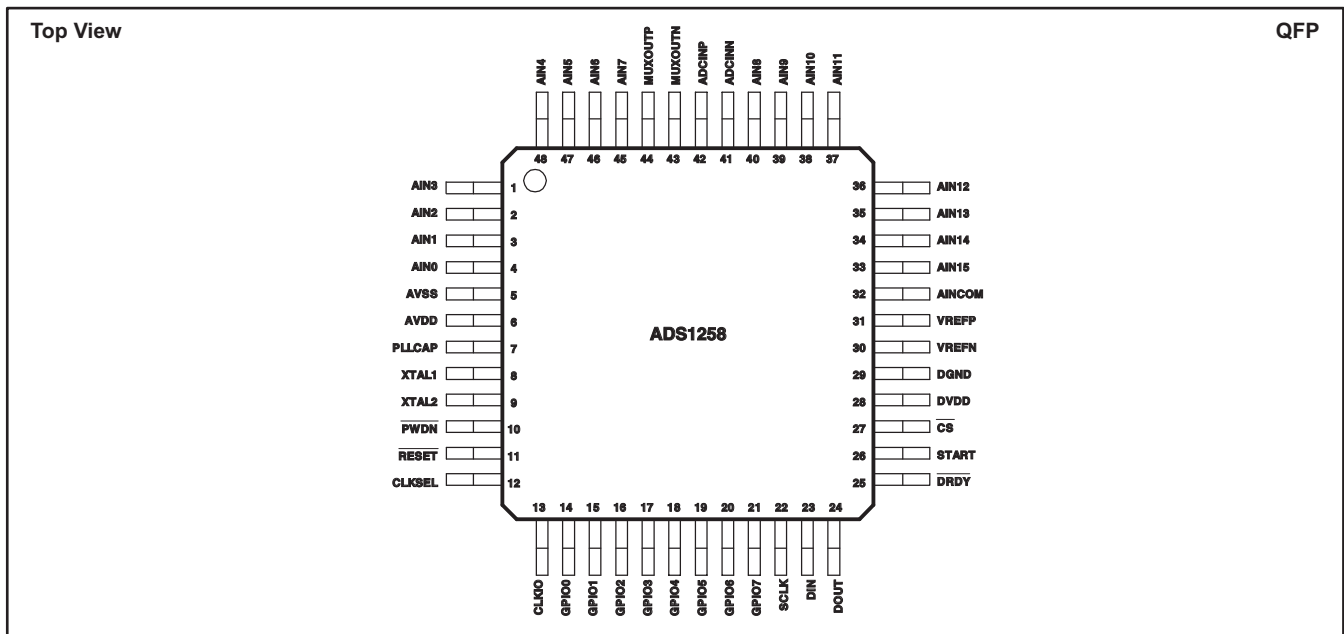 Top View
QFP
AIN4
AIN5
AIN6
AIN7
MUXOUTP
MUXOUTN
ADCINP
ADCINN
AIN8
AIN9
AIN10
AIN11
48
47
46
45
44
43
42
41
40
39
38
37
AIN3
1
AIN2
2
AIN1
3
AIN0
4
AVSS
5
AVDD
6
PLLCAP
7
XTAL1
8
XTAL2
9
PWDN
10
RESET
11
CLKSEL
12
ADS1258
36
AIN12
35
AIN13
34
AIN14
33
AIN15
32
AINCOM
31
VREFP
30
VREFN
29
DGND
28
DVDD
27
CS
26
START
25
DRDY
13
14
15
16
17
18
19
20
21
22
23
24
CLKIO
GPIO0
GPIO1
GPIO2
GPIO3
GPIO4
GPIO5
GPIO6
GPIO7
SCLK
DIN
DOUT